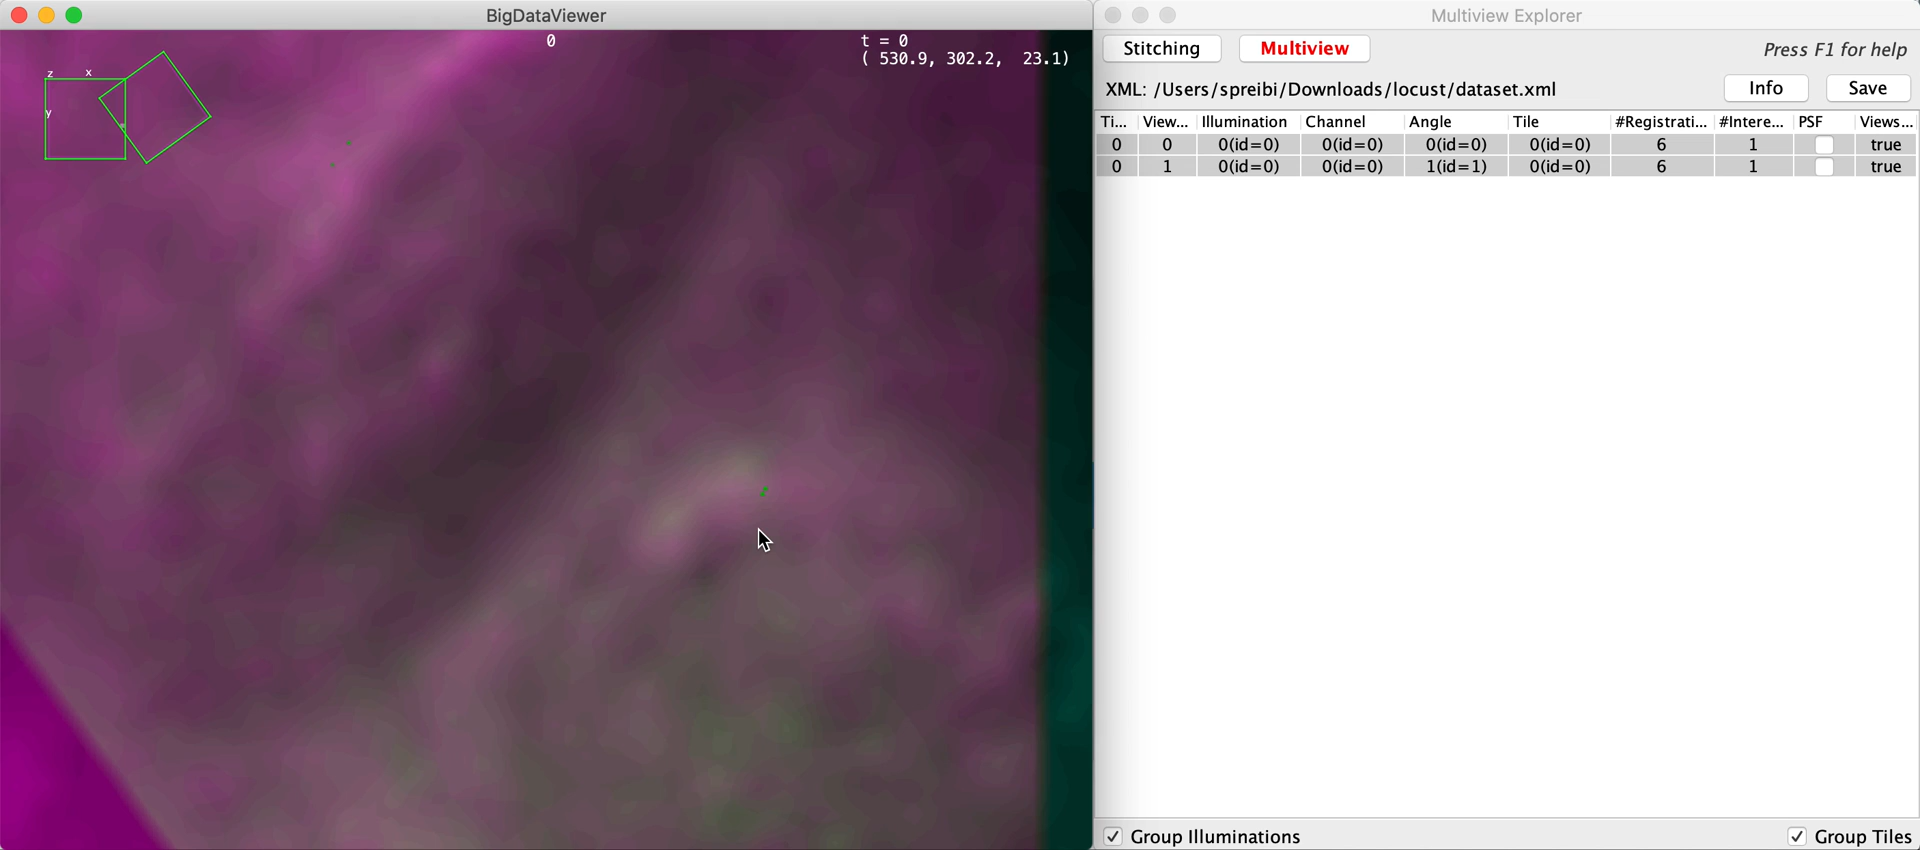 BigDataViewer
0
t = 0
( 530.9, 302.2,  23.1)
z
x
y
Multiview Explorer
Stitching
Multiview
Press F1 for help
XML: /Users/spreibi/Downloads/locust/dataset.xml
Info
Save
Ti... View... Illumination Channel Angle Tile #Registrati... #Intere... PSF Views...
0 0 0(id=0) 0(id=0) 0(id=0) 0(id=0) 6 1 true
0 1 0(id=0) 0(id=0) 1(id=1) 0(id=0) 6 1 true
Group Illuminations
Group Tiles